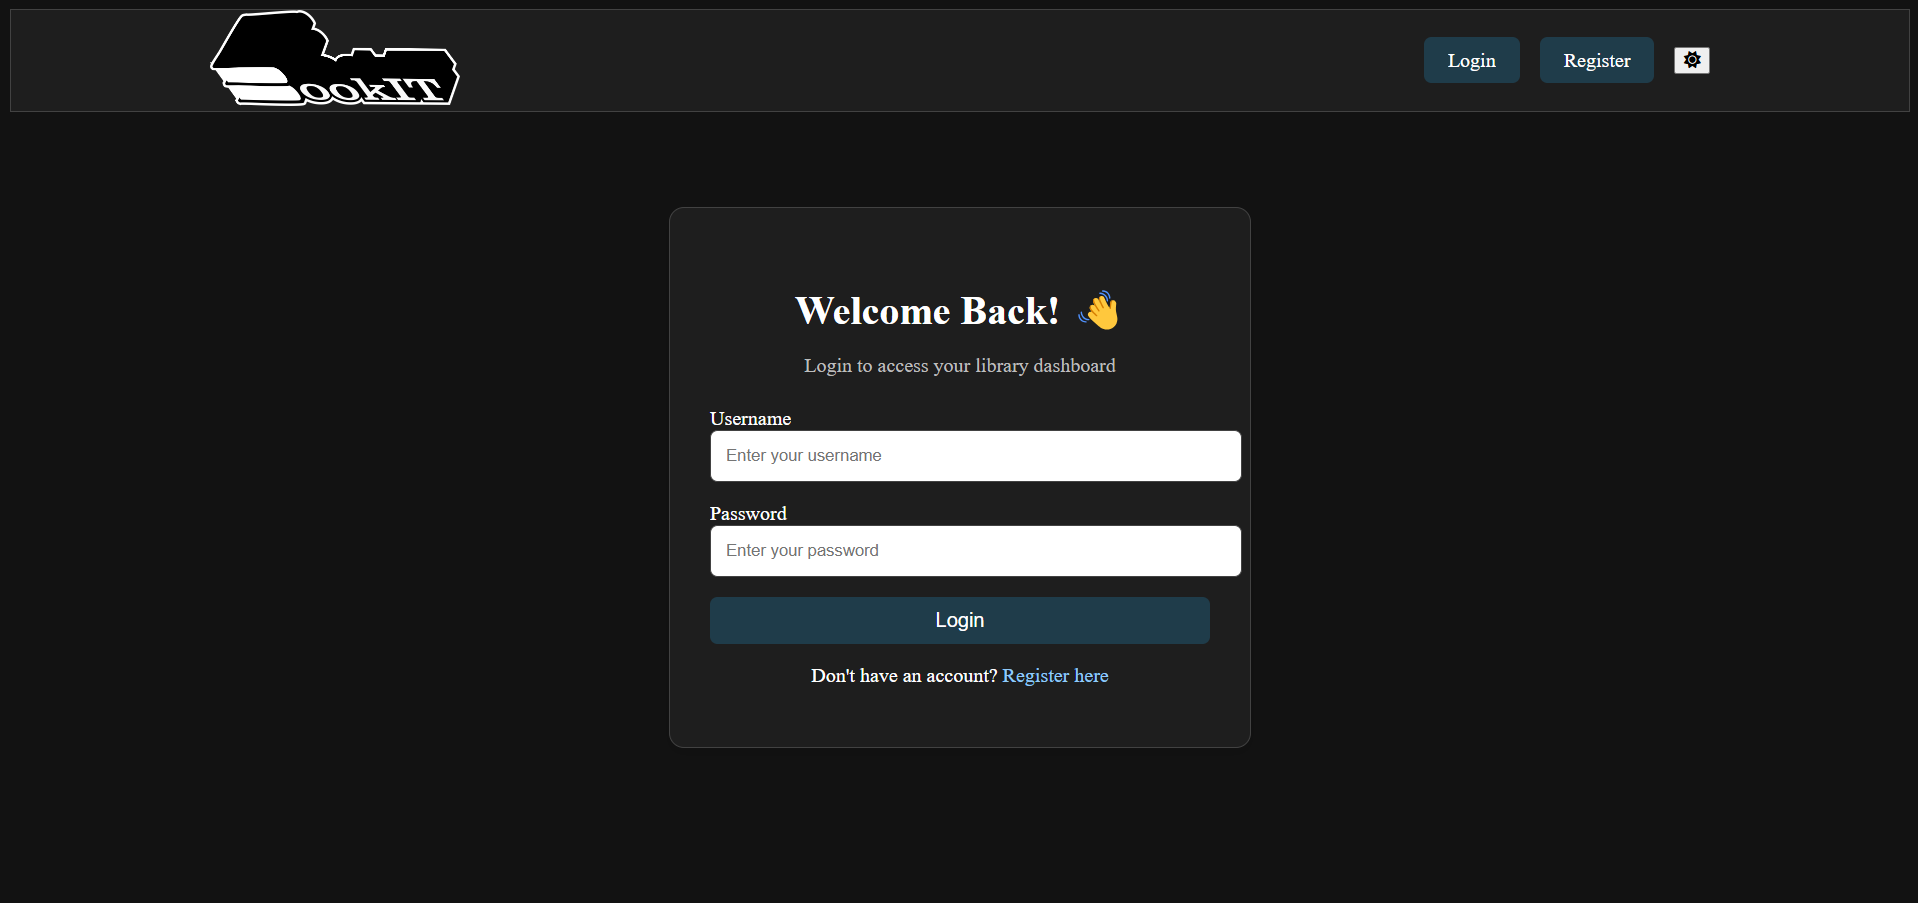 ookIT
Login
Register
Welcome Back! 👋
Login to access your library dashboard
Username
Enter your username
Password
Enter your password
Login
Don't have an account? Register here